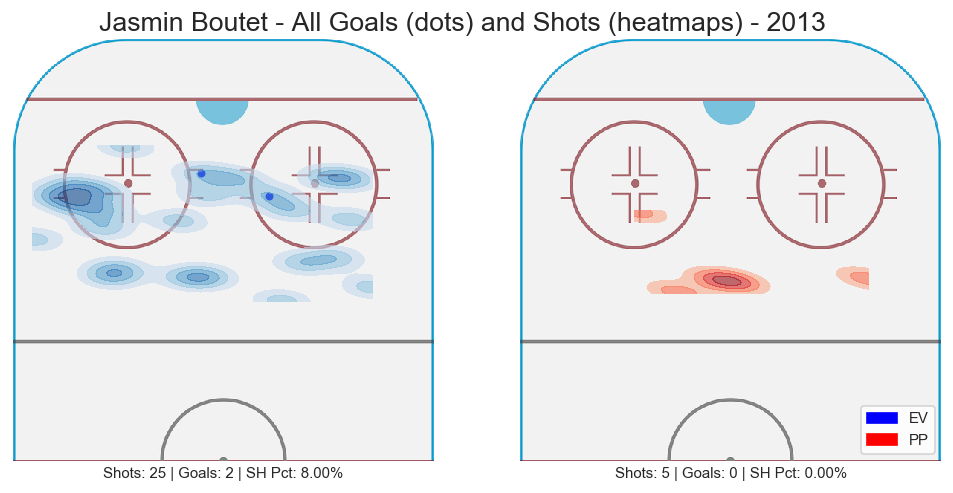 Jasmin Boutet - All Goals (dots) and Shots (heatmaps) - 2013
EV
PP
Shots: 25 | Goals: 2 | SH Pct: 8.00%
Shots: 5 | Goals: 0 | SH Pct: 0.00%